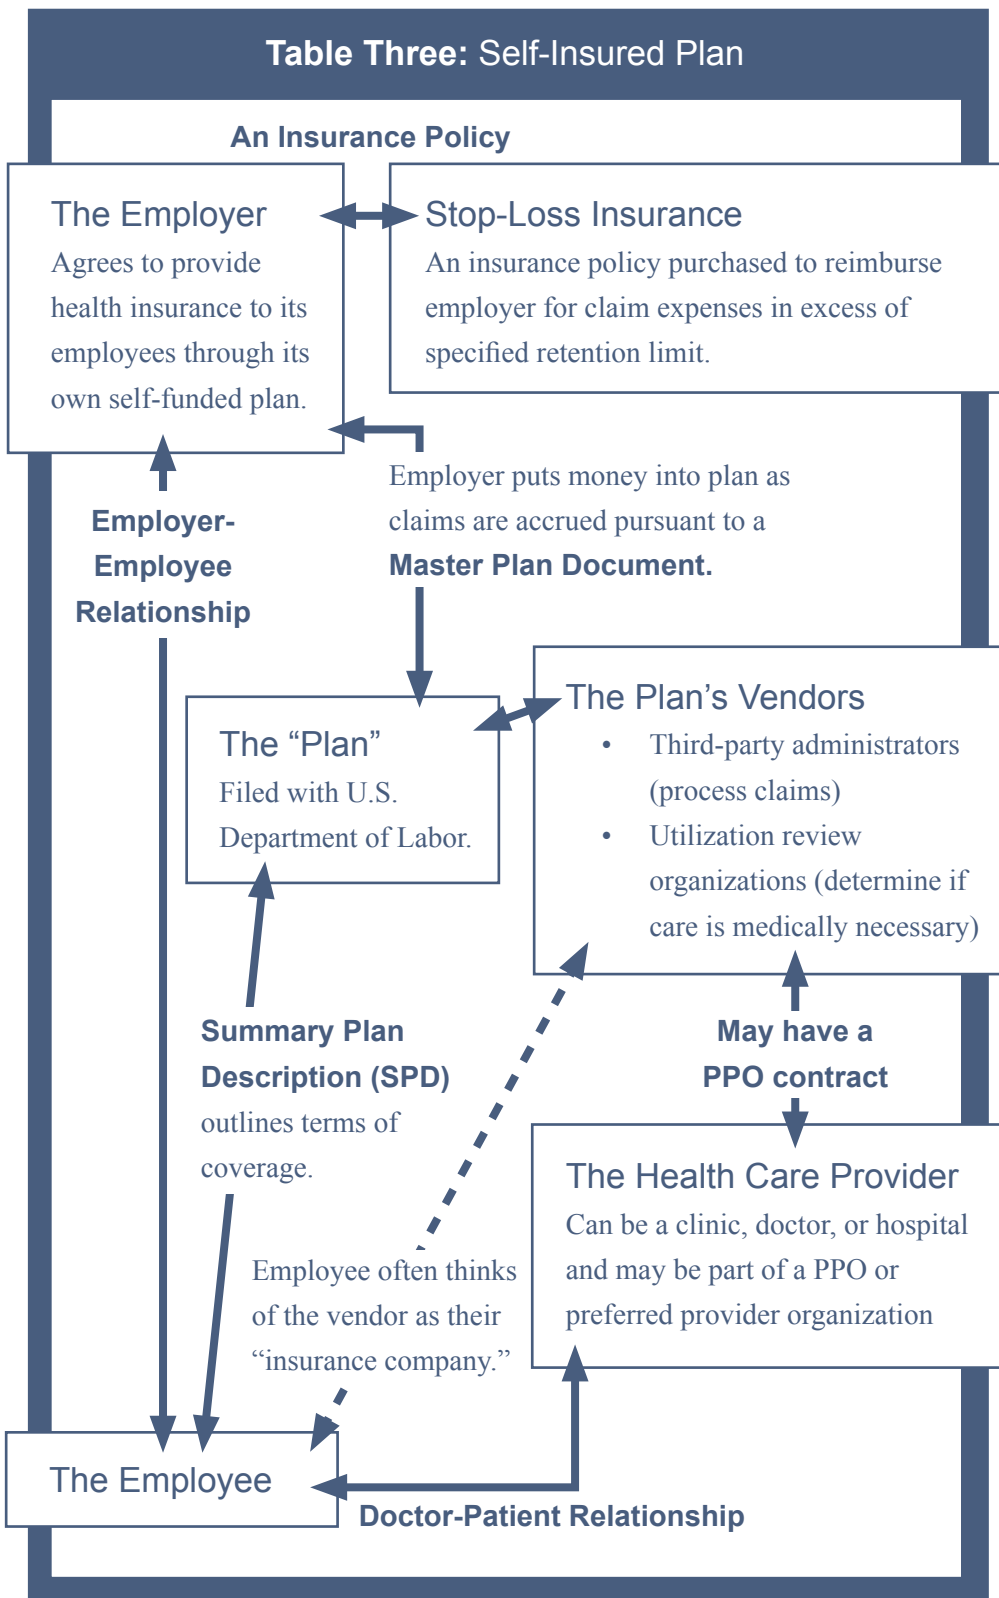 Table Three: Self-Insured Plan
An Insurance Policy
The Employer
Agrees to provide
health insurance to its
employees through its
own self-funded plan.
Stop-Loss Insurance
An insurance policy purchased to reimburse
employer for claim expenses in excess of
specified retention limit.
Employer puts money into plan as
claims are accrued pursuant to a
Master Plan Document.
Employer-
Employee
Relationship
The “Plan”
Filed with U.S.
Department of Labor.
The Plan’s Vendors
• Third-party administrators
(process claims)
• Utilization review
organizations (determine if
care is medically necessary)
Summary Plan
Description (SPD)
outlines terms of
coverage.
May have a
PPO contract
The Health Care Provider
Can be a clinic, doctor, or hospital
and may be part of a PPO or
preferred provider organization
Employee often thinks
of the vendor as their
“insurance company.”
The Employee
Doctor-Patient Relationship